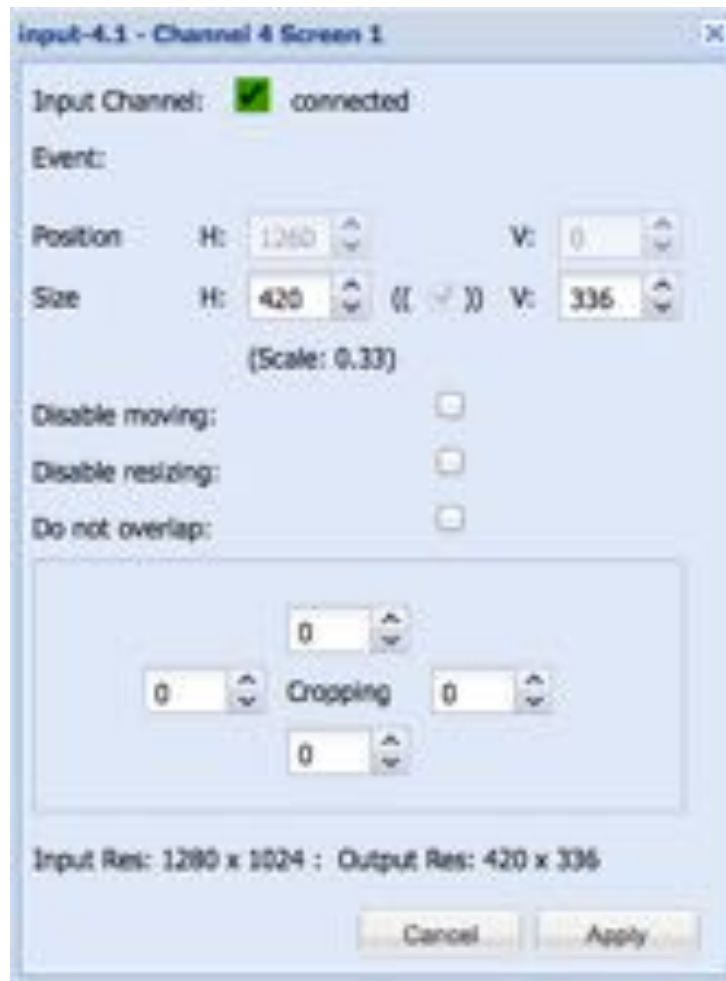 input-4.1 - Channel 4 Screen 1
Input Channel: connected
Event:
Position H: 1260 V: 0
Size H: 420 (( )) V: 336
(Scale: 0.33)
Disable moving:
Disable resizing:
Do not overlap:
0
0 Cropping 0
0
Input Res: 1280 x 1024 : Output Res: 420 x 336
Cancel Apply